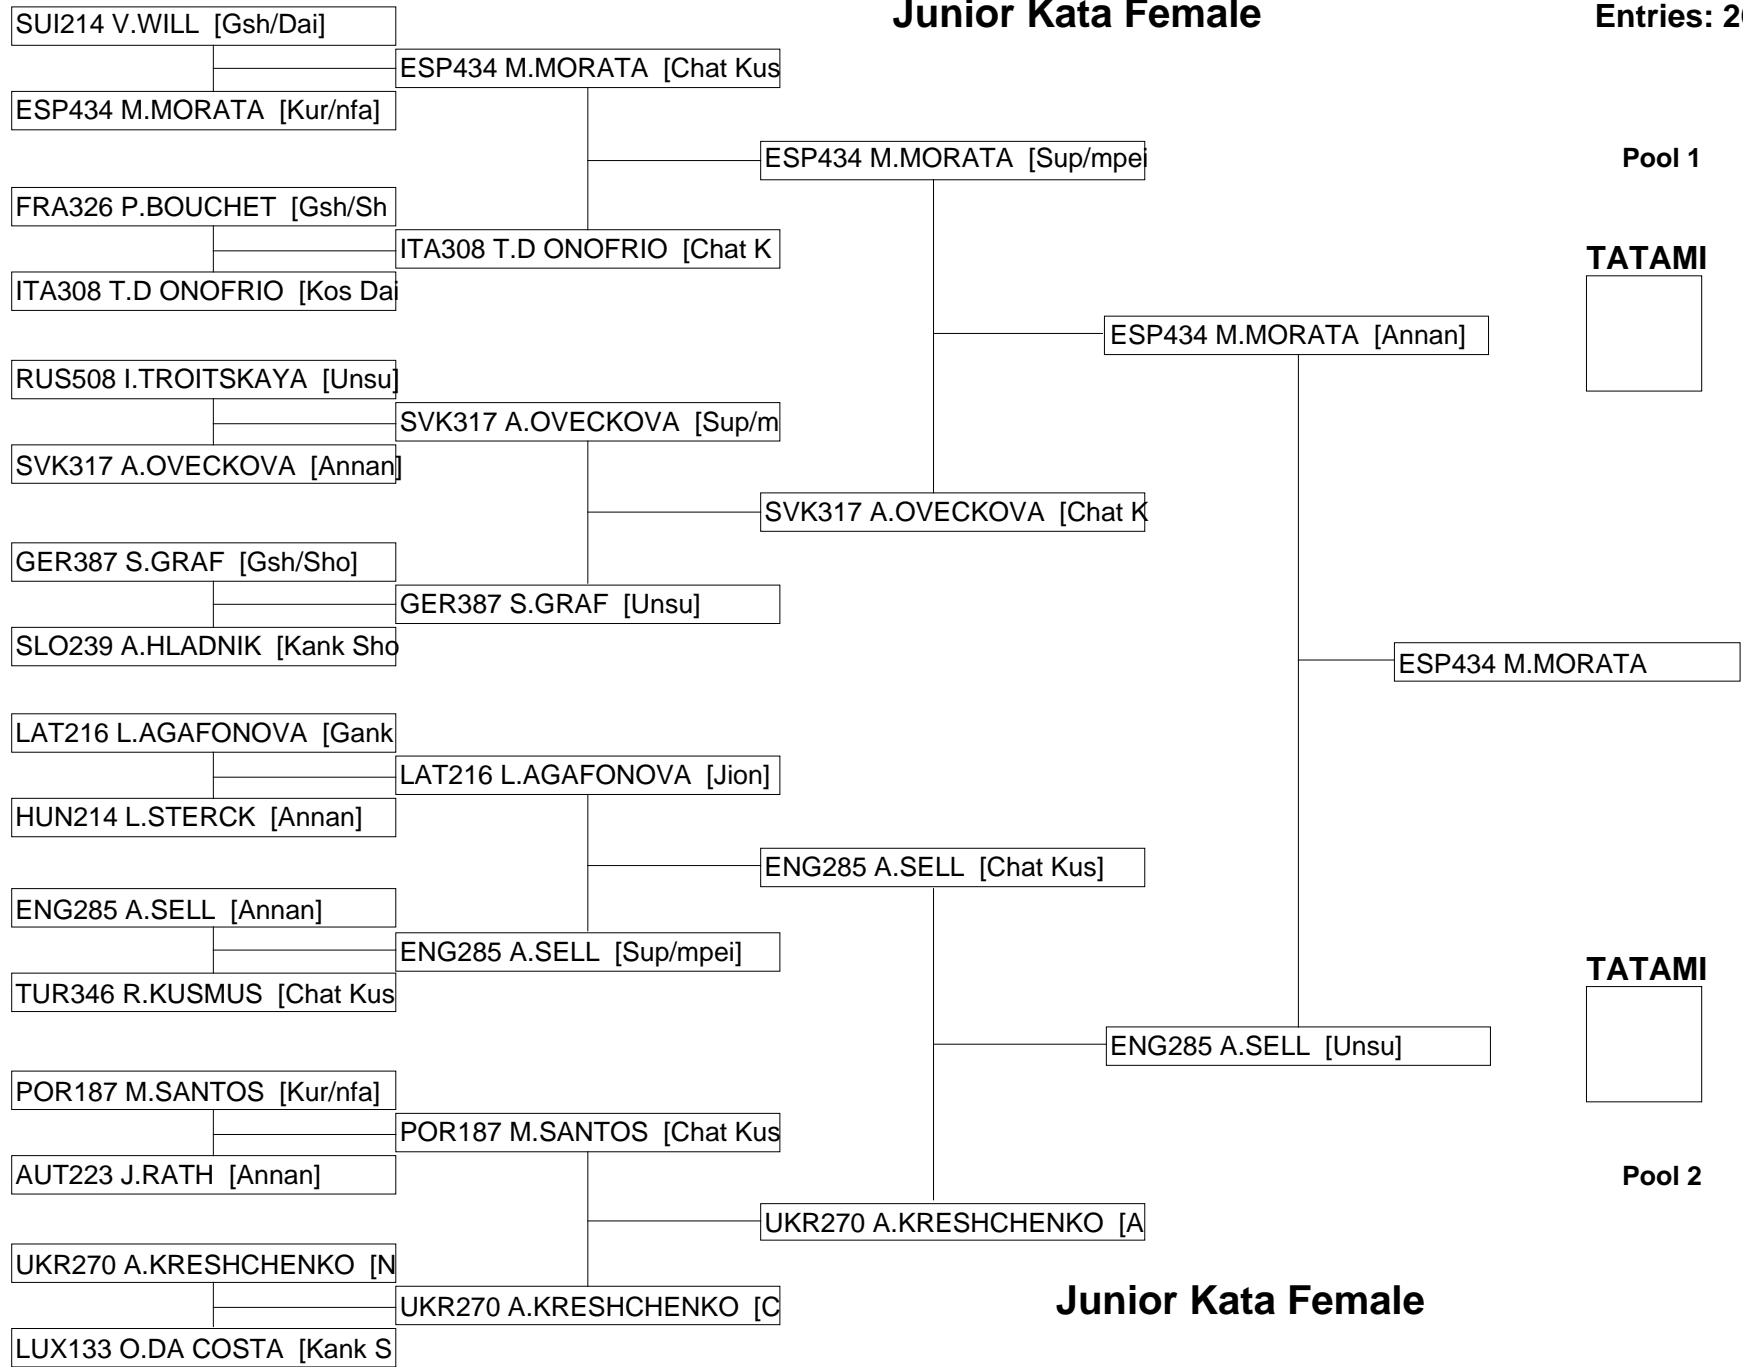 Junior Kata Female
Entries: 2
SUI214 V.WILL [Gsh/Dai]
ESP434 M.MORATA [Kur/nfa]
FRA326 P.BOUCHET [Gsh/Sh
ITA308 T.D ONOFRIO [Kos Dai
RUS508 I.TROITSKAYA [Unsu]
SVK317 A.OVECKOVA [Annan]
GER387 S.GRAF [Gsh/Sho]
SLO239 A.HLADNIK [Kank Sho
LAT216 L.AGAFONOVA [Gank
HUN214 L.STERCK [Annan]
ENG285 A.SELL [Annan]
TUR346 R.KUSMUS [Chat Kus
POR187 M.SANTOS [Kur/nfa]
AUT223 J.RATH [Annan]
UKR270 A.KRESHCHENKO [N
LUX133 O.DA COSTA [Kank S
ESP434 M.MORATA [Chat Kus
ITA308 T.D ONOFRIO [Chat K
SVK317 A.OVECKOVA [Sup/m
GER387 S.GRAF [Unsu]
LAT216 L.AGAFONOVA [Jion]
ENG285 A.SELL [Sup/mpei]
POR187 M.SANTOS [Chat Kus
UKR270 A.KRESHCHENKO [C
ESP434 M.MORATA [Sup/mpei
SVK317 A.OVECKOVA [Chat K
ENG285 A.SELL [Chat Kus]
UKR270 A.KRESHCHENKO [A
ESP434 M.MORATA [Annan]
ENG285 A.SELL [Unsu]
ESP434 M.MORATA
Pool 1
TATAMI
TATAMI
Pool 2
Junior Kata Female